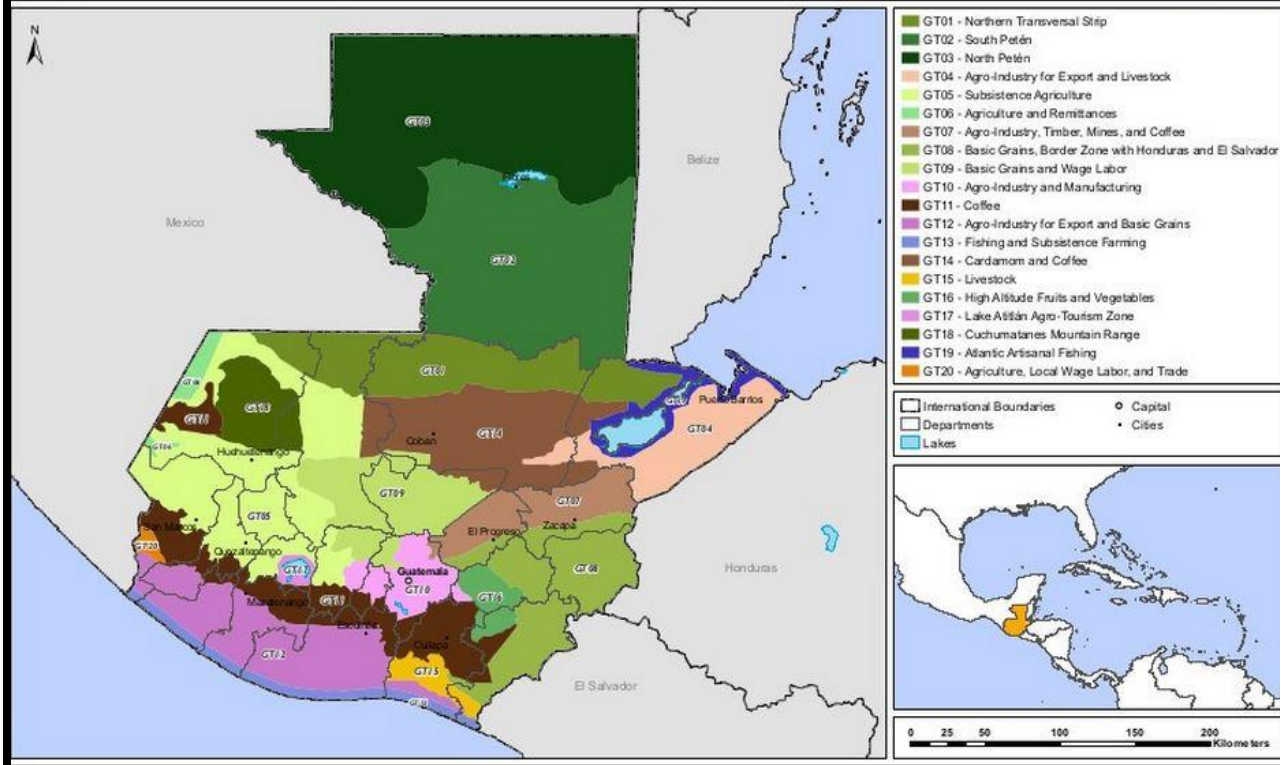 N
GT03
Flores
Belize
Mexico
GT02
GT01
GT06
GT18
GT11
GT19
Puerto Barrios
GT04
GT14
Cobán
GT06
Huehuetenango
GT09
GT07
GT05
San Marcos
El Progreso
Zacapa
GT20
Quezaltenango
GT17
Guatemala
GT08
Honduras
GT10
GT16
Mazatenango
GT11
Escuintla
Cuilapa
GT12
GT15
El Salvador
GT13
GT01 - Northern Transversal Strip
GT02 - South Petén
GT03 - North Petén
GT04 - Agro-Industry for Export and Livestock
GT05 - Subsistence Agriculture
GT06 - Agriculture and Remittances
GT07 - Agro-Industry, Timber, Mines, and Coffee
GT08 - Basic Grains, Border Zone with Honduras and El Salvador
GT09 - Basic Grains and Wage Labor
GT10 - Agro-Industry and Manufacturing
GT11 - Coffee
GT12 - Agro-Industry for Export and Basic Grains
GT13 - Fishing and Subsistence Farming
GT14 - Cardamom and Coffee
GT15 - Livestock
GT16 - High Altitude Fruits and Vegetables
GT17 - Lake Atitlán Agro-Tourism Zone
GT18 - Cuchumatanes Mountain Range
GT19 - Atlantic Artisanal Fishing
GT20 - Agriculture, Local Wage Labor, and Trade
International Boundaries
Capital
Departments
Cities
Lakes
0 25 50 100 150 200
Kilometers